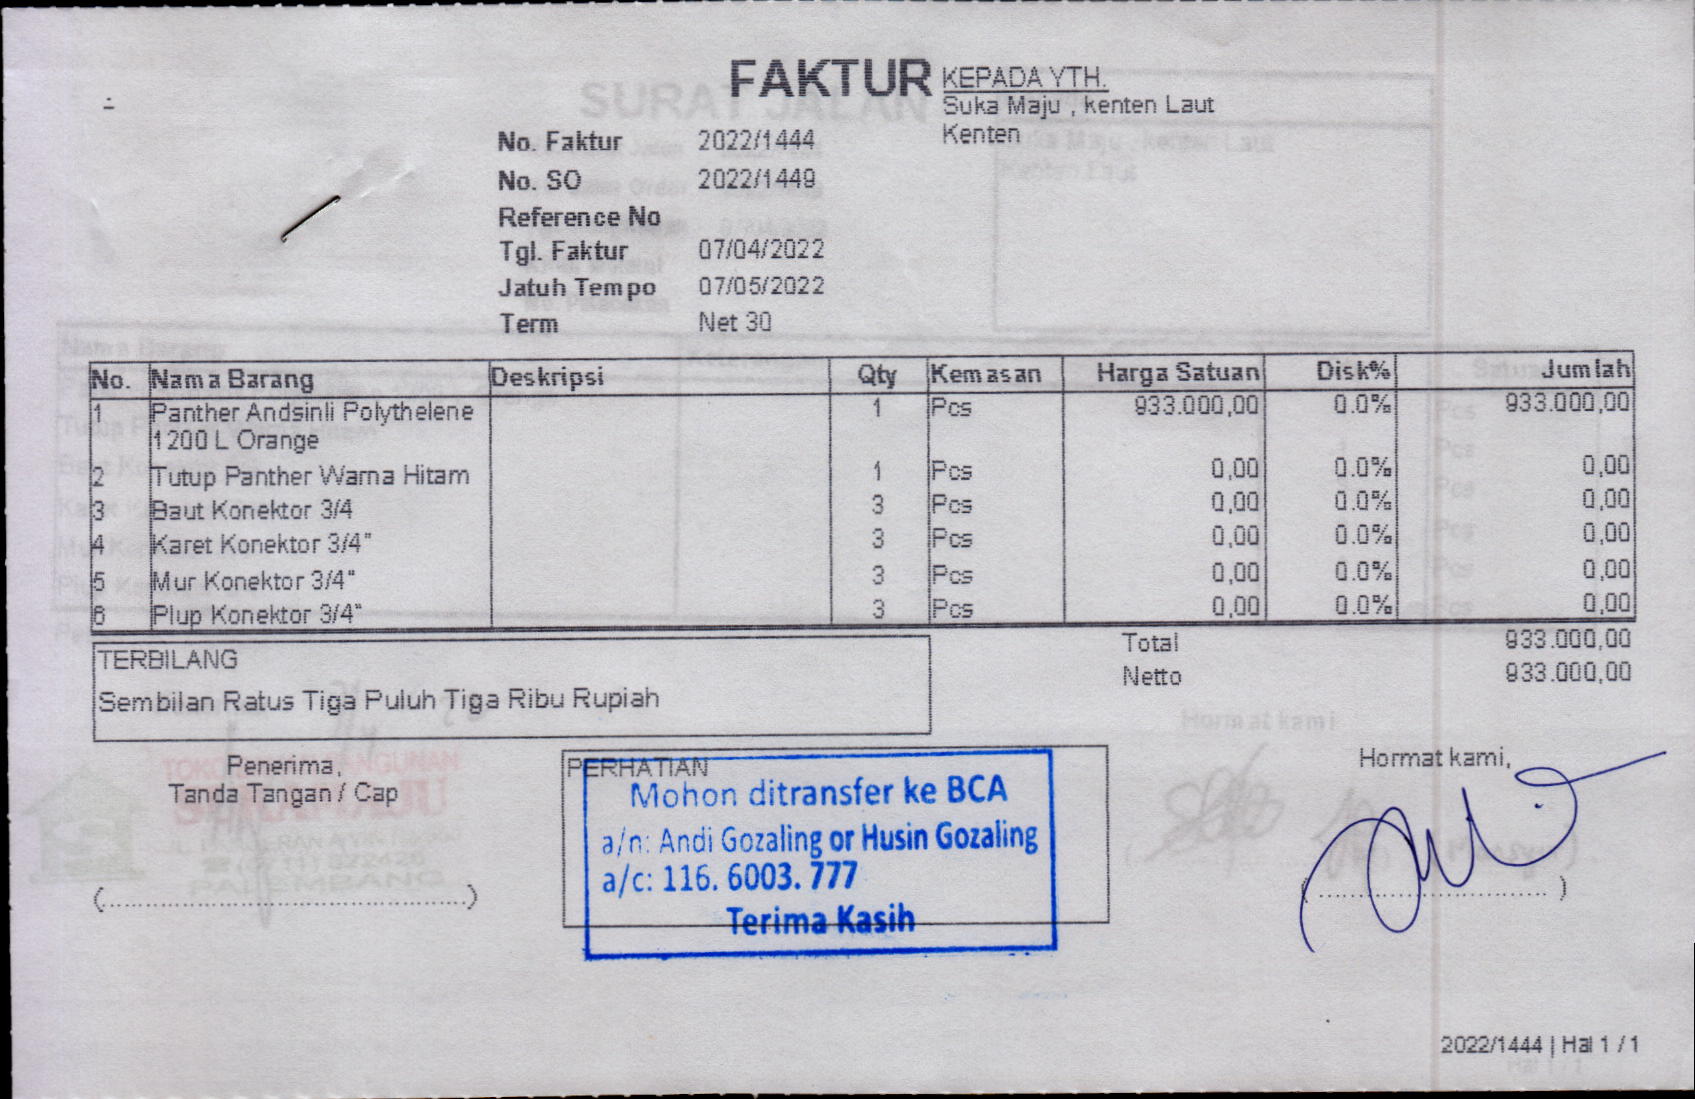 FAKTUR
KEPADA YTH.
Suka Maju , kenten Laut
Kenten
No. Faktur 2022/1444
No. SO 2022/1449
Reference No
Tgl. Faktur 07/04/2022
Jatuh Tempo 07/05/2022
Term Net 30
No. Nama Barang Deskripsi Qty Kemasan Harga Satuan Disk% Jumlah
1 Panther Andsinli Polythelene 1 Pcs 933.000,00 0.0% 933.000,00
1200 L Orange
2 Tutup Panther Warna Hitam 1 Pcs 0,00 0.0% 0,00
3 Baut Konektor 3/4 3 Pcs 0,00 0.0% 0,00
4 Karet Konektor 3/4" 3 Pcs 0,00 0.0% 0,00
5 Mur Konektor 3/4" 3 Pcs 0,00 0.0% 0,00
6 Plup Konektor 3/4" 3 Pcs 0,00 0.0% 0,00
Total 933.000,00
Netto 933.000,00
TERBILANG
Sembilan Ratus Tiga Puluh Tiga Ribu Rupiah
Penerima,
Tanda Tangan / Cap
(......................................................)
PERHATIAN
Mohon ditransfer ke BCA
a/n: Andi Gozaling or Husin Gozaling
a/c: 116. 6003. 777
Terima Kasih
Hormat kami,
(..................................)
2022/1444 | Hal 1 / 1
SURAT JALAN
Hormat kami
PALEMBANG